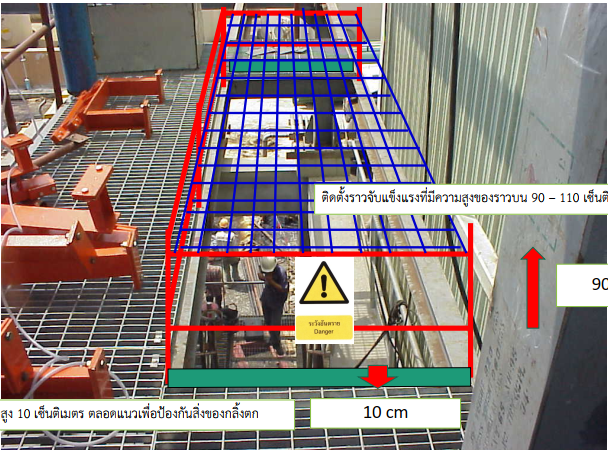 ติดตั้งราวจับแข็งแรงที่มีความสูงของราวบน 90 – 110 เซ็นติ
90
ระวังอันตราย
Danger
สูง 10 เซ็นติเมตร ตลอดแนวเพื่อป้องกันสิ่งของกลิ้งตก
10 cm